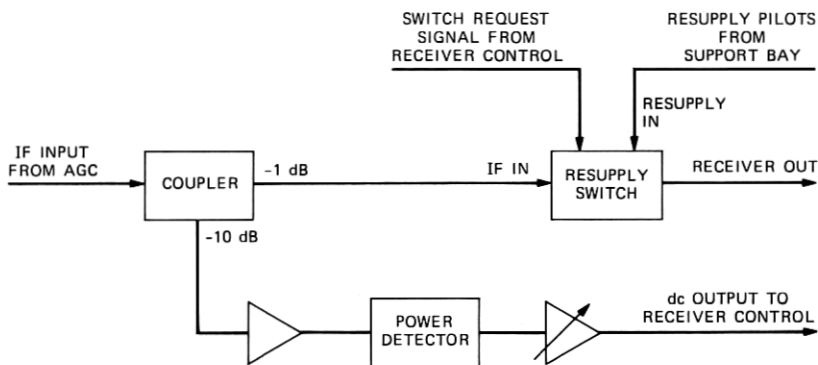 SWITCH REQUEST
SIGNAL FROM
RECEIVER CONTROL
RESUPPLY PILOTS
FROM
SUPPORT BAY
RESUPPLY
IN
IF INPUT
FROM AGC
COUPLER
-1 dB
IF IN
RESUPPLY
SWITCH
RECEIVER OUT
-10 dB
POWER
DETECTOR
dc OUTPUT TO
RECEIVER CONTROL